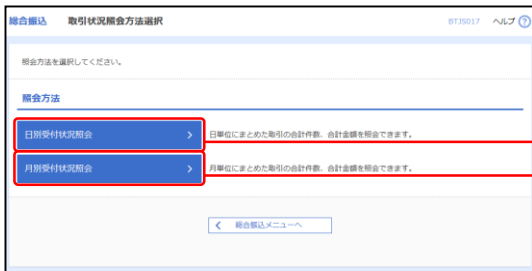 総合振込 取引状況照会方法選択 BTJS017 ヘルプ ?
照会方法を選択してください。
照会方法
日別受付状況照会 日単位にまとめた取引の合計件数、合計金額を照会できます。
月別受付状況照会 月単位にまとめた取引の合計件数、合計金額を照会できます。
総合振込メニューへ